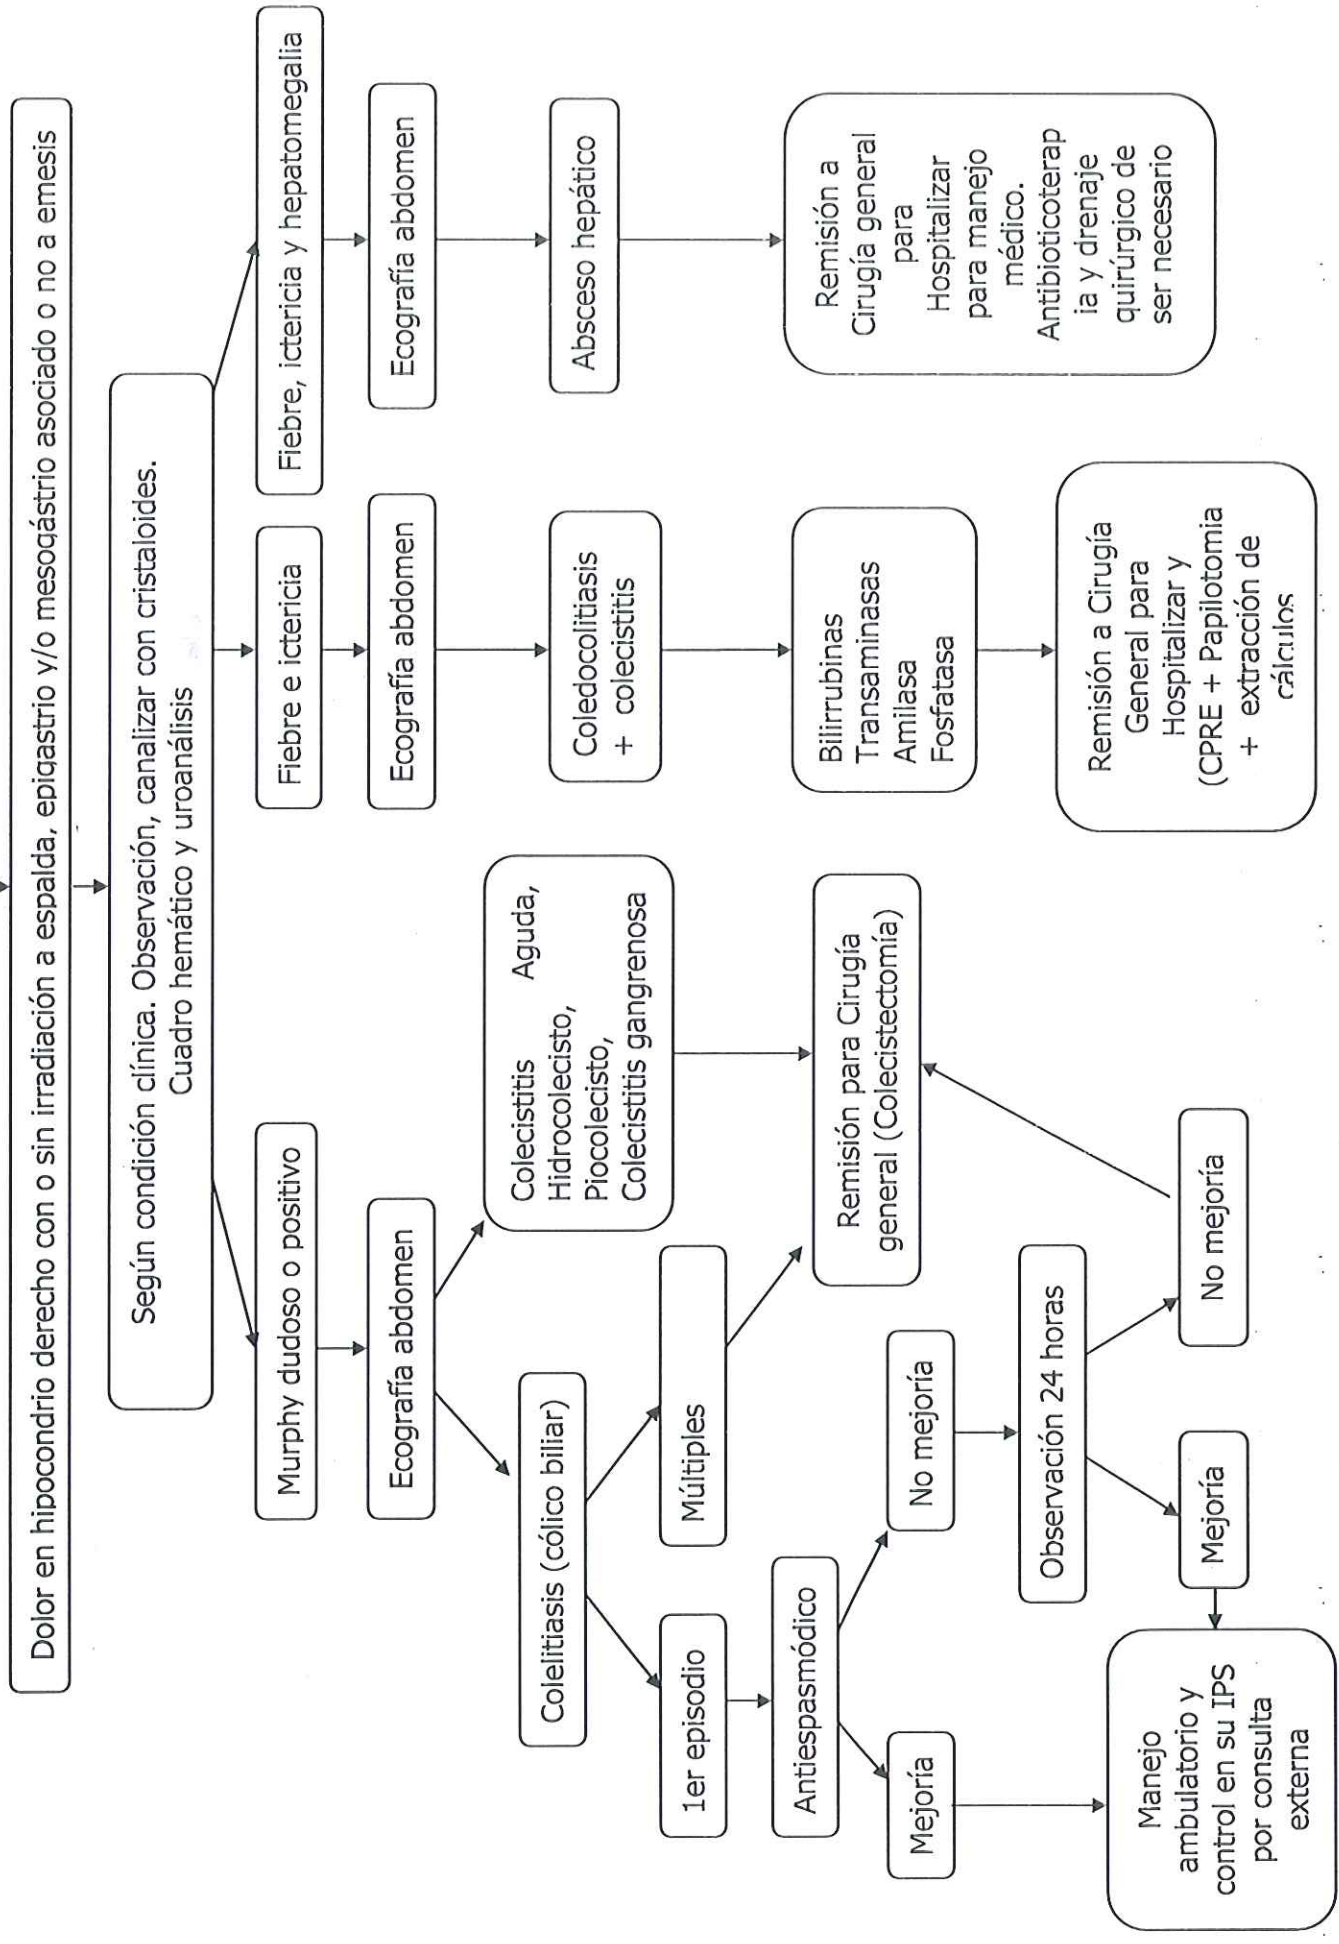 Dolor en hipocondrio derecho con o sin irradiación a espalda, epigastrio y/o mesogástrio asociado o no a emesis
Según condición clínica. Observación, canalizar con cristaloides.
Cuadro hemático y uroanálisis
Murphy dudoso o positivo
Fiebre e ictericia
Fiebre, ictericia y hepatomegalia
Ecografía abdomen
Ecografía abdomen
Ecografía abdomen
Colelitiasis (cólico biliar)
Colecistitis Aguda,
Hidrocolecisto,
Piocolecisto,
Colecistitis gangrenosa
Coledocolitiasis
+ colecistitis
Absceso hepático
1er episodio
Múltiples
Antiespasmódico
Remisión para Cirugía
general (Colecistectomía)
Bilirrubinas
Transaminasas
Amilasa
Fosfatasa
Remisión a
Cirugía general
para
Hospitalizar
para manejo
médico.
Antibioticoterap
ia y drenaje
quirúrgico de
ser necesario
Mejoría
No mejoría
Observación 24 horas
Remisión a Cirugía
General para
Hospitalizar y
(CPRE + Papilotomia
+ extracción de
cálculos
Manejo
ambulatorio y
control en su IPS
por consulta
externa
Mejoría
No mejoría